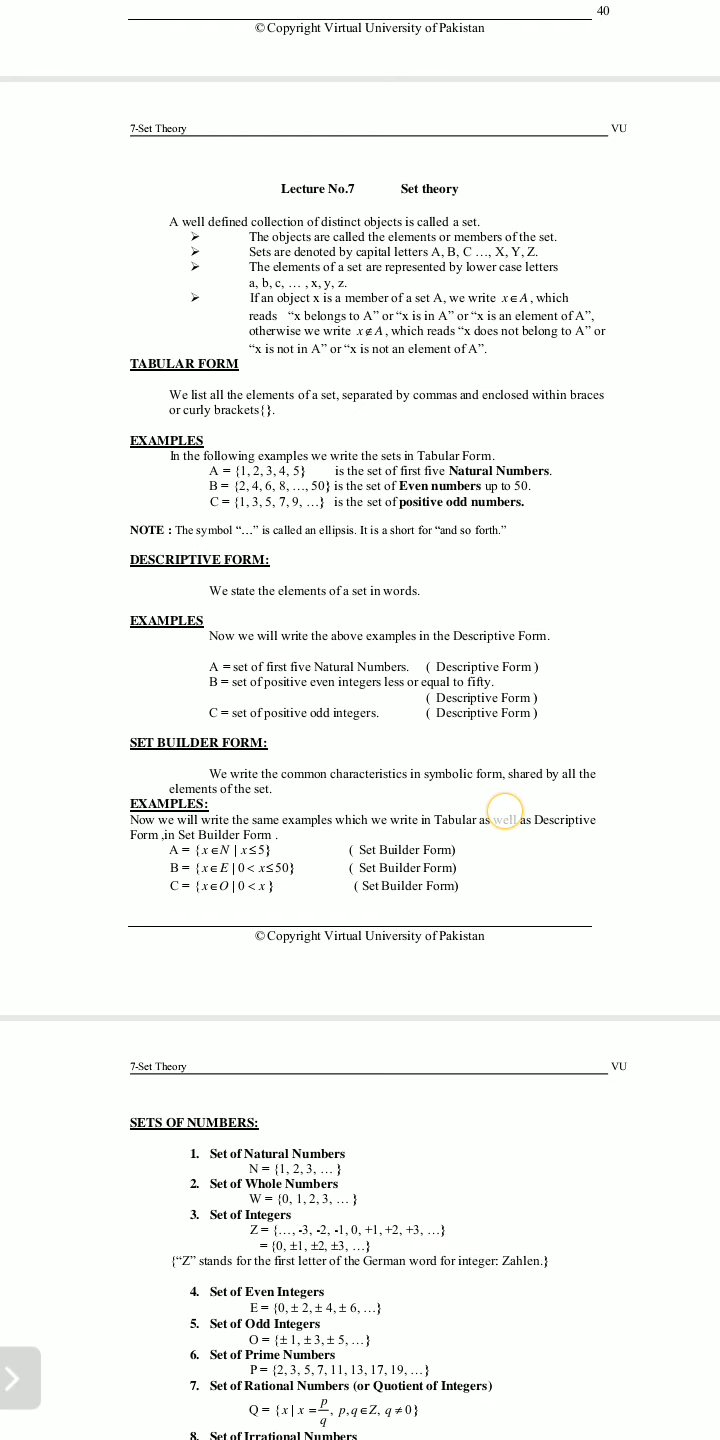 40
© Copyright Virtual University of Pakistan
7-Set Theory VU
Lecture No.7 Set theory
A well defined collection of distinct objects is called a set.
➢ The objects are called the elements or members of the set.
➢ Sets are denoted by capital letters A, B, C …, X, Y, Z.
➢ The elements of a set are represented by lower case letters
a, b, c, … , x, y, z.
➢ If an object x is a member of a set A, we write x ∈ A , which
reads “x belongs to A” or “x is in A” or “x is an element of A”,
otherwise we write x ∉ A , which reads “x does not belong to A” or
“x is not in A” or “x is not an element of A”.
TABULAR FORM
We list all the elements of a set, separated by commas and enclosed within braces
or curly brackets{}.
EXAMPLES
In the following examples we write the sets in Tabular Form.
A = {1, 2, 3, 4, 5} is the set of first five Natural Numbers.
B = {2, 4, 6, 8, …, 50} is the set of Even numbers up to 50.
C = {1, 3, 5, 7, 9, …} is the set of positive odd numbers.
NOTE : The symbol “…” is called an ellipsis. It is a short for “and so forth.”
DESCRIPTIVE FORM:
We state the elements of a set in words.
EXAMPLES
Now we will write the above examples in the Descriptive Form.
A = set of first five Natural Numbers. ( Descriptive Form )
B = set of positive even integers less or equal to fifty.
( Descriptive Form )
C = set of positive odd integers. ( Descriptive Form )
SET BUILDER FORM:
We write the common characteristics in symbolic form, shared by all the
elements of the set.
EXAMPLES:
Now we will write the same examples which we write in Tabular as well as Descriptive
Form ,in Set Builder Form .
A = {x ∈ N | x ≤ 5} ( Set Builder Form)
B = {x ∈ E | 0 < x ≤ 50} ( Set Builder Form)
C = {x ∈ O | 0 < x } ( Set Builder Form)
© Copyright Virtual University of Pakistan
7-Set Theory VU
SETS OF NUMBERS:
1. Set of Natural Numbers
N = {1, 2, 3, … }
2. Set of Whole Numbers
W = {0, 1, 2, 3, … }
3. Set of Integers
Z = {…, -3, -2, -1, 0, +1, +2, +3, …}
= {0, ±1, ±2, ±3, …}
{“Z” stands for the first letter of the German word for integer: Zahlen.}
4. Set of Even Integers
E = {0, ± 2, ± 4, ± 6, …}
5. Set of Odd Integers
O = {± 1, ± 3, ± 5, …}
6. Set of Prime Numbers
P = {2, 3, 5, 7, 11, 13, 17, 19, …}
7. Set of Rational Numbers (or Quotient of Integers)
Q = {x | x = p/q, p, q ∈ Z, q ≠ 0}
8. Set of Irrational Numbers